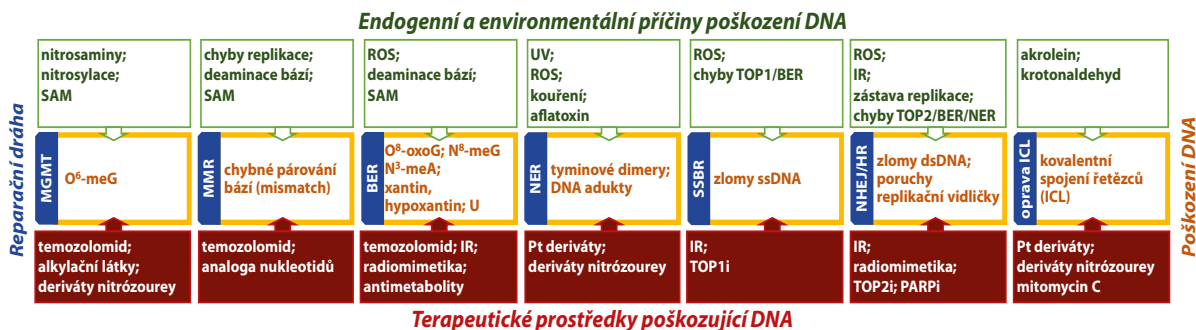 Endogenní a environmentální příčiny poškození DNA
nitrosaminy;
nitrosylace;
SAM
chyby replikace;
deaminace bází;
SAM
ROS;
deaminace bází;
SAM
UV;
ROS;
kouření;
aflatoxin
ROS;
chyby TOP1/BER
ROS;
IR;
zástava replikace;
chyby TOP2/BER/NER
akrolein;
krotonaldehyd
Reparační dráha
MGMT
O⁶-meG
MMR
chybné párování
bází (mismatch)
BER
O⁸-oxoG; N⁸-meG
N³-meA;
xantin,
hypoxantin; U
NER
tyminové dimery;
DNA adukty
SSBR
zlomy ssDNA
NHEJ/HR
zlomy dsDNA;
poruchy
replikační vidličky
oprava ICL
kovalentní
spojení řetězců
(ICL)
Poškození DNA
temozolomid;
alkylační látky;
deriváty nitrózourey
temozolomid;
analoga nukleotidů
temozolomid; IR;
radiomimetika;
antimetabolity
Pt deriváty;
deriváty nitrózourey
IR;
TOP1i
IR;
radiomimetika;
TOP2i; PARPi
Pt deriváty;
deriváty nitrózourey
mitomycin C
Terapeutické prostředky poškozující DNA